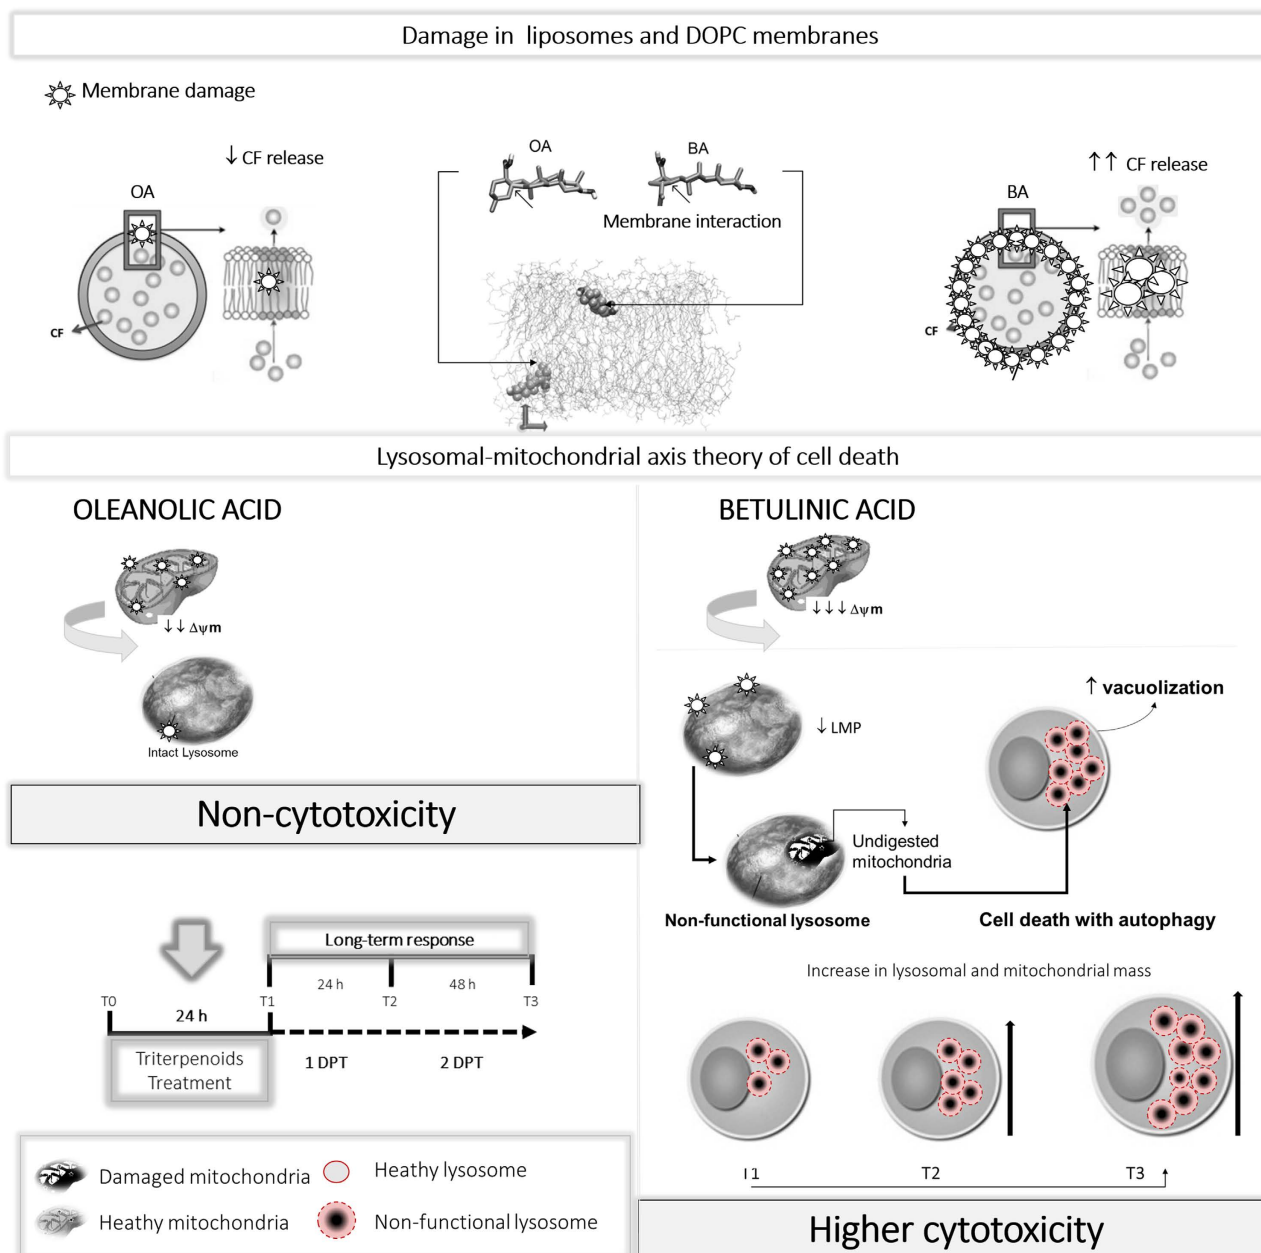 Damage in liposomes and DOPC membranes
Membrane damage
↓ CF release
OA
CF
OA
BA
Membrane interaction
↑↑ CF release
BA
CF
Lysosomal-mitochondrial axis theory of cell death
OLEANOLIC ACID
↓↓ Δψm
Intact Lysosome
Non-cytotoxicity
BETULINIC ACID
↓↓↓ Δψm
↓ LMP
↑ vacuolization
Undigested
mitochondria
Non-functional lysosome
Cell death with autophagy
Long-term response
24 h
48 h
T0
T1
T2
T3
24 h
Triterpenoids
Treatment
1 DPT
2 DPT
Increase in lysosomal and mitochondrial mass
T1
T2
T3
Damaged mitochondria
Heathy lysosome
Heathy mitochondria
Non-functional lysosome
Higher cytotoxicity